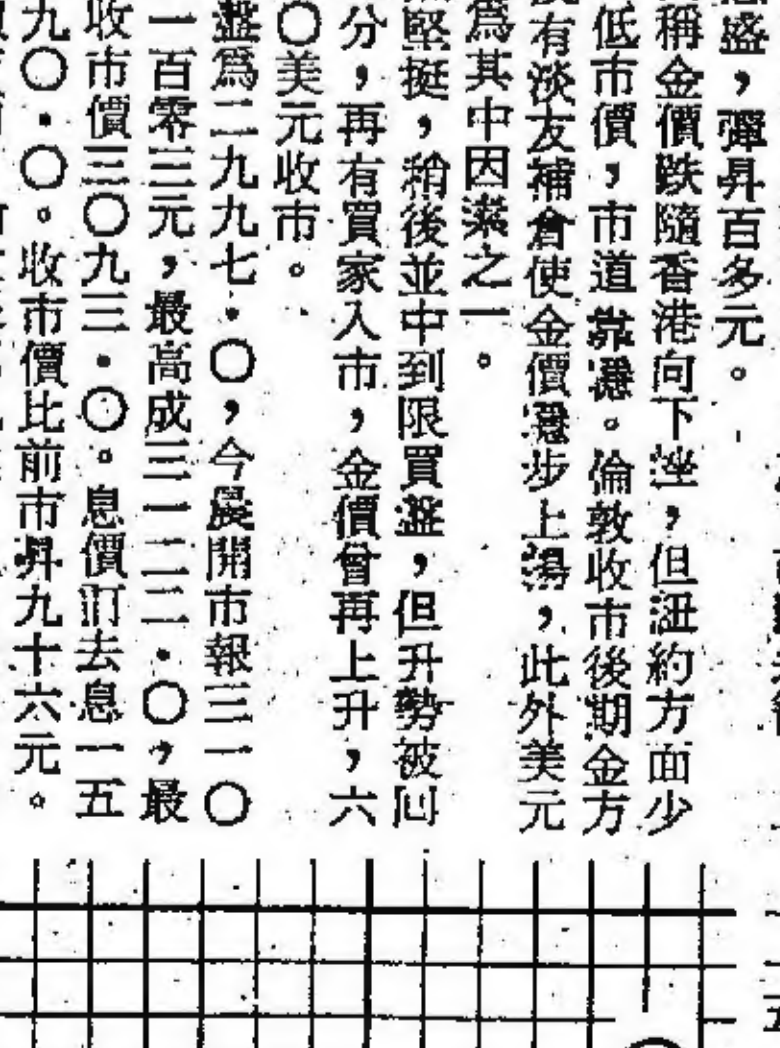 盛，彈昇百多元。
稱金價跌隨香港向下挫，但紐約方面少
低市價，市道靠穩。倫敦收市後期金方
有淡友補倉使金價穩步上揚，此外美元
爲其中因素之一。
堅挺，稍後並中到限買盤，但升勢被回
分，再有買家入市，金價曾再上升，六
〇美元收市。
盤爲二九九七．〇，今晨開市報三一〇
一百零三元，最高成三一二二．〇，最
收市價三〇九三．〇。息價訂去息一五
九〇．〇。收市價比前市昇九十六元。